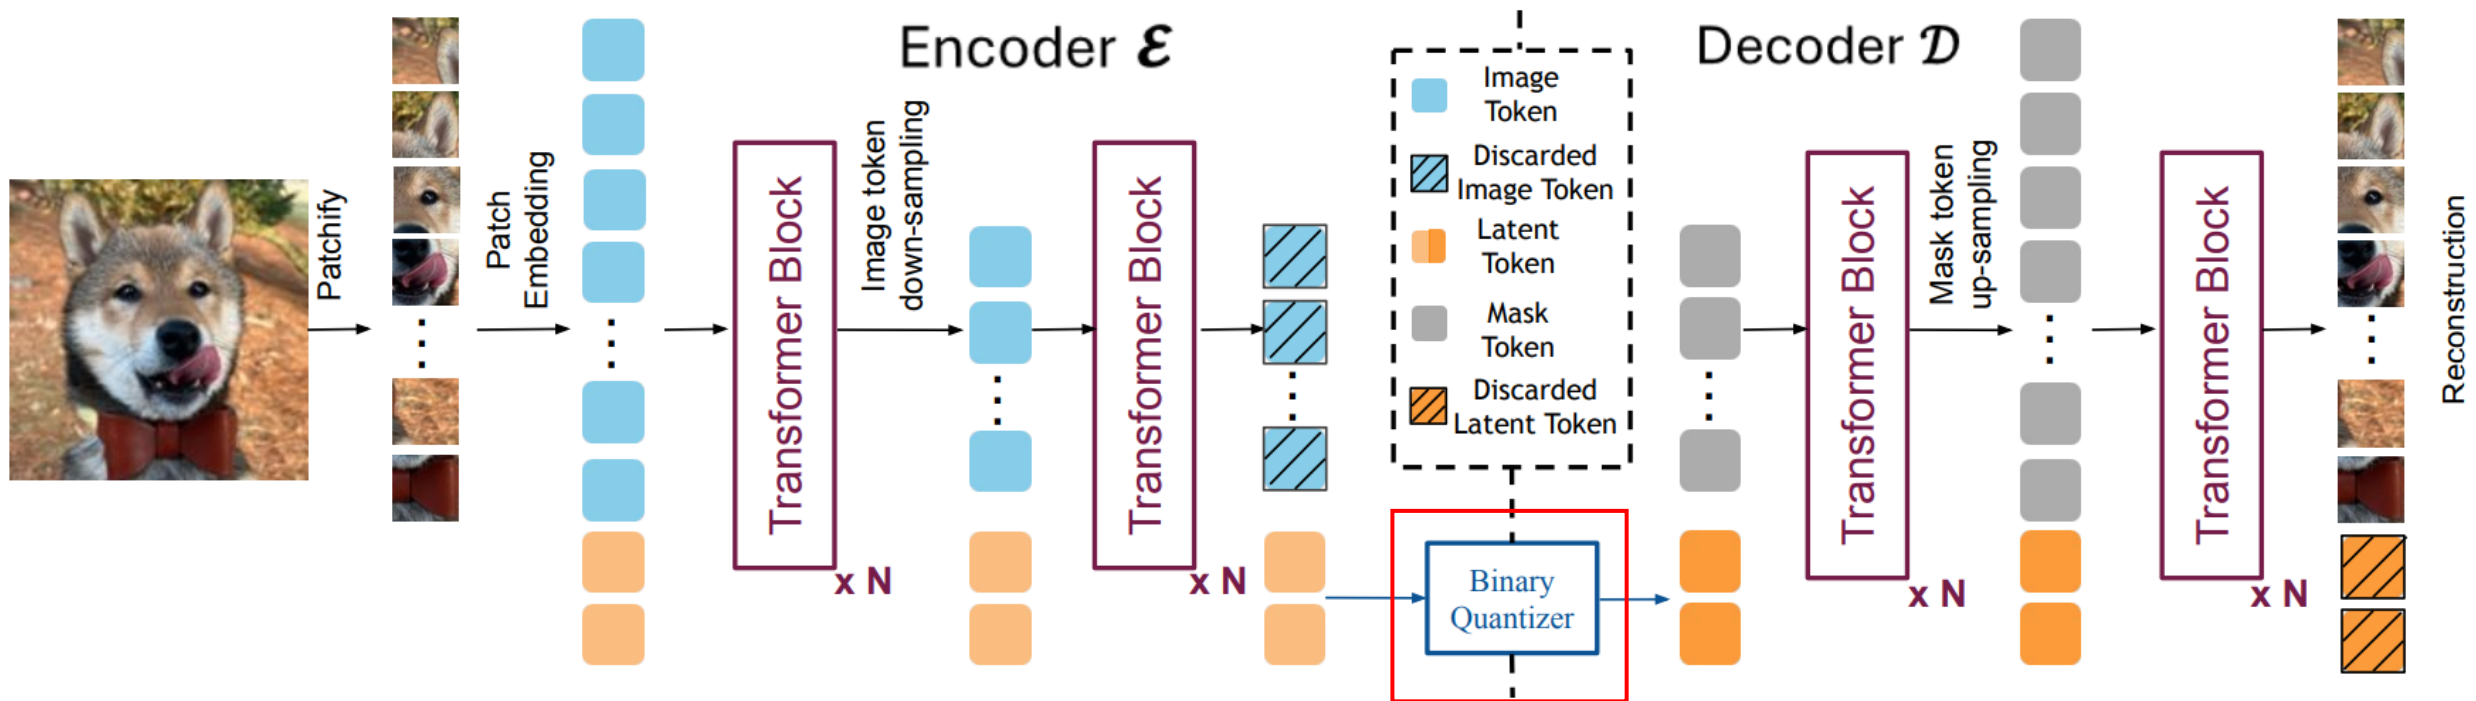 Encoder ℰ
Decoder 𝒟
Patchify
Patch
Embedding
Transformer Block
x N
Image token
down-sampling
Transformer Block
x N
Image
Token
Discarded
Image Token
Latent
Token
Mask
Token
Discarded
Latent Token
Binary
Quantizer
Transformer Block
x N
Mask token
up-sampling
Transformer Block
x N
Reconstruction